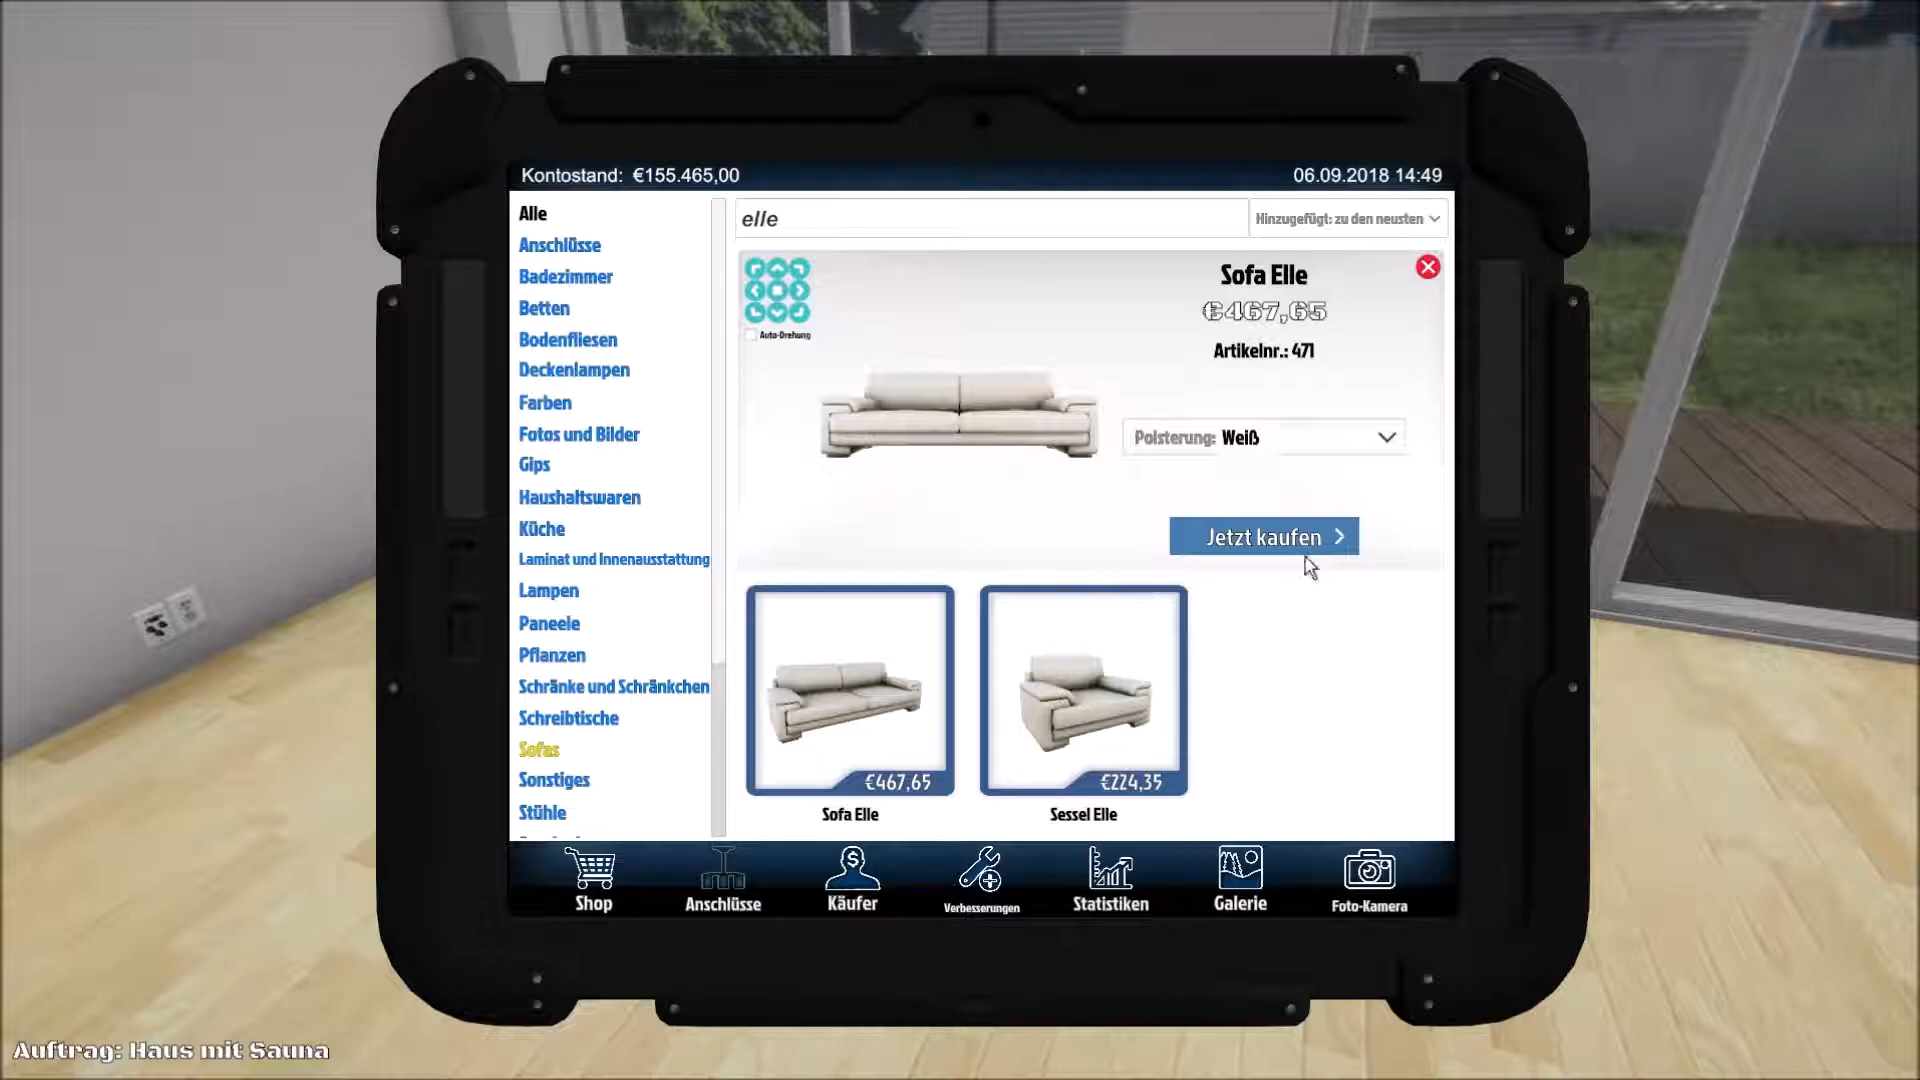 Kontostand: €155.465,00
06.09.2018 14:49
Alle
Anschlüsse
Badezimmer
Betten
Bodenfliesen
Deckenlampen
Farben
Fotos und Bilder
Gips
Haushaltswaren
Küche
Laminat und Innenausstattung
Lampen
Paneele
Pflanzen
Schränke und Schränkchen
Schreibtische
Sofas
Sonstiges
Stühle
elle
Hinzugefügt: zu den neusten
Auto-Drehung
Sofa Elle
€467,65
Artikelnr.: 471
Polsterung: Weiß
Jetzt kaufen
€467,65
Sofa Elle
€224,35
Sessel Elle
Shop
Anschlüsse
Käufer
Verbesserungen
Statistiken
Galerie
Foto-Kamera
Auftrag: Haus mit Sauna